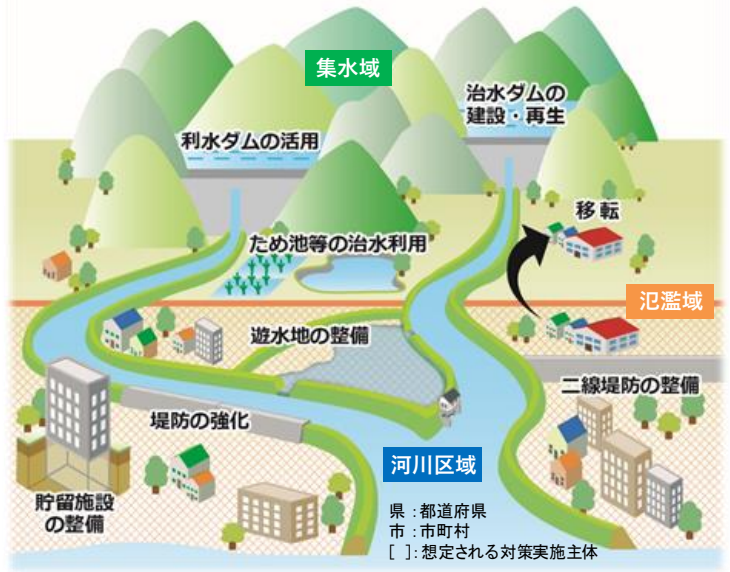 集水域
治水ダムの
建設・再生
利水ダムの活用
移転
ため池等の治水利用
氾濫域
遊水地の整備
二線堤防の整備
堤防の強化
河川区域
貯留施設
の整備
県：都道府県
市：市町村
[ ]：想定される対策実施主体